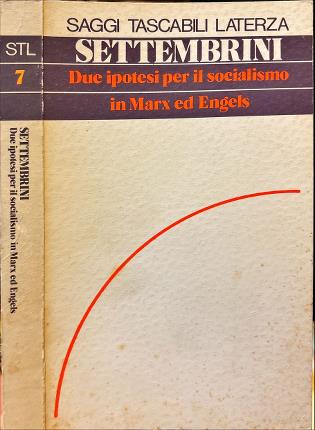 SAGGI TASCABILI LATERZA
SETTEMBRINI
Due ipotesi per il socialismo
in Marx ed Engels
STL
7
SETTEMBRINI
Due ipotesi per il socialismo in Marx ed Engels